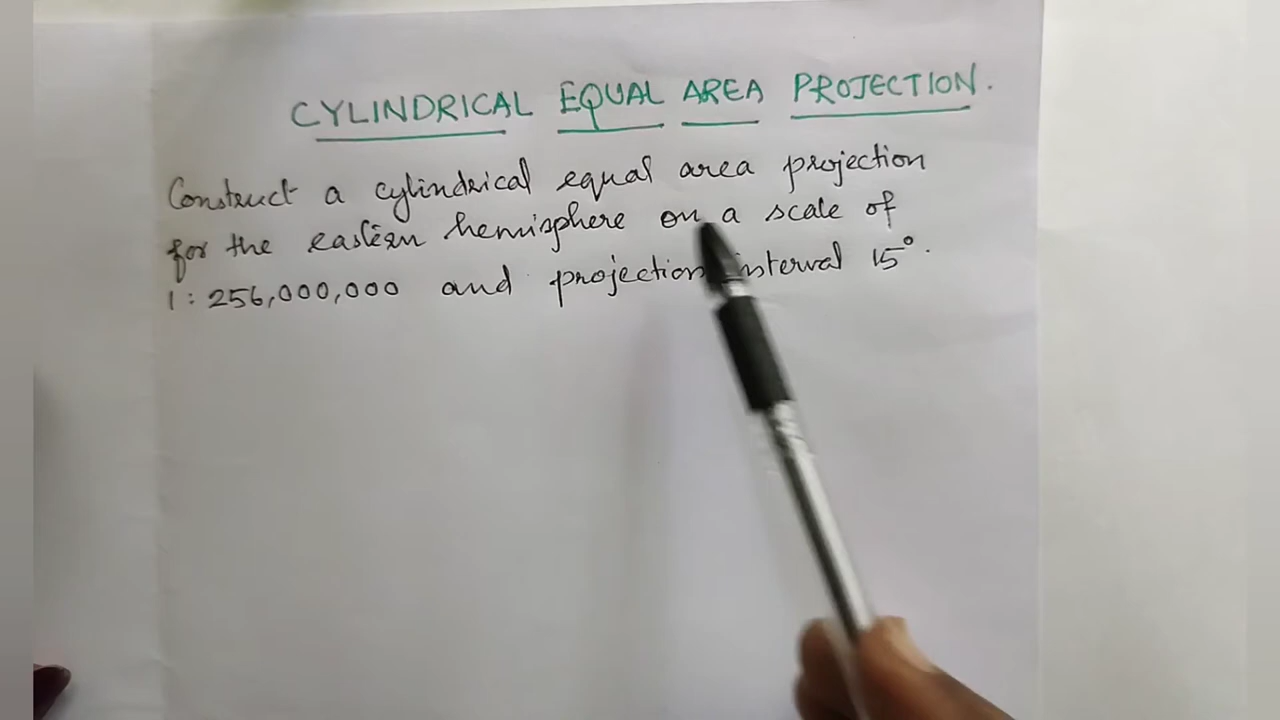 CYLINDRICAL EQUAL AREA PROJECTION.
Construct a cylindrical equal area projection
for the eastern hemisphere on a scale of
1: 256,000,000 and projection interval 15°.